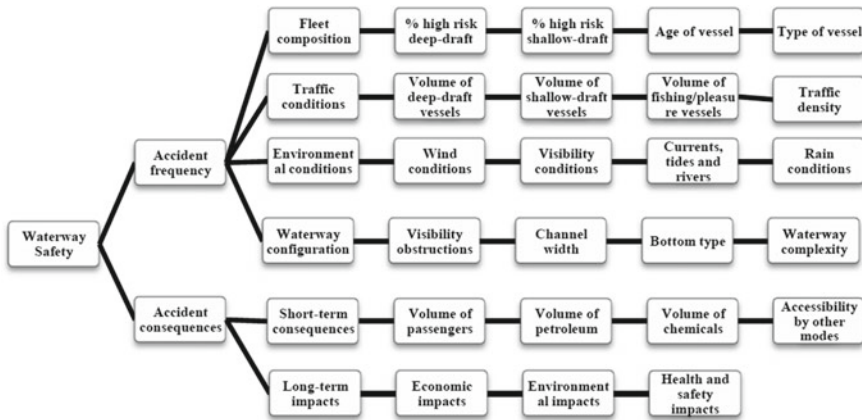 Fleet
composition
% high risk
deep-draft
% high risk
shallow-draft
Age of vessel
Type of vessel
Traffic
conditions
Volume of
deep-draft
vessels
Volume of
shallow-draft
vessels
Volume of
fishing/pleasu
re vessels
Traffic
density
Accident
frequency
Environment
al conditions
Wind
conditions
Visibility
conditions
Currents,
tides and
rivers
Rain
conditions
Waterway
Safety
Waterway
configuration
Visibility
obstructions
Channel
width
Bottom type
Waterway
complexity
Accident
consequences
Short-term
consequences
Volume of
passengers
Volume of
petroleum
Volume of
chemicals
Accessibility
by other
modes
Long-term
impacts
Economic
impacts
Environment
al impacts
Health and
safety
impacts